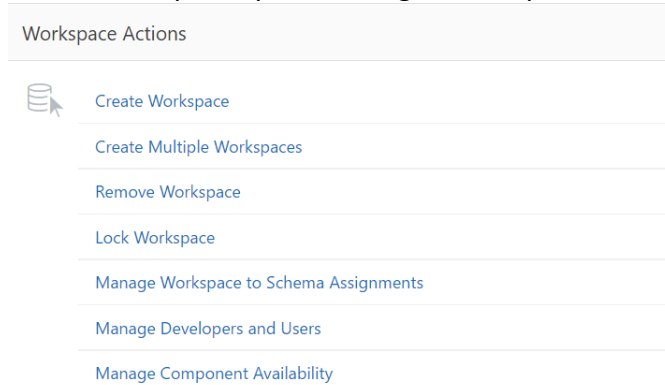 Workspace Actions
Create Workspace
Create Multiple Workspaces
Remove Workspace
Lock Workspace
Manage Workspace to Schema Assignments
Manage Developers and Users
Manage Component Availability